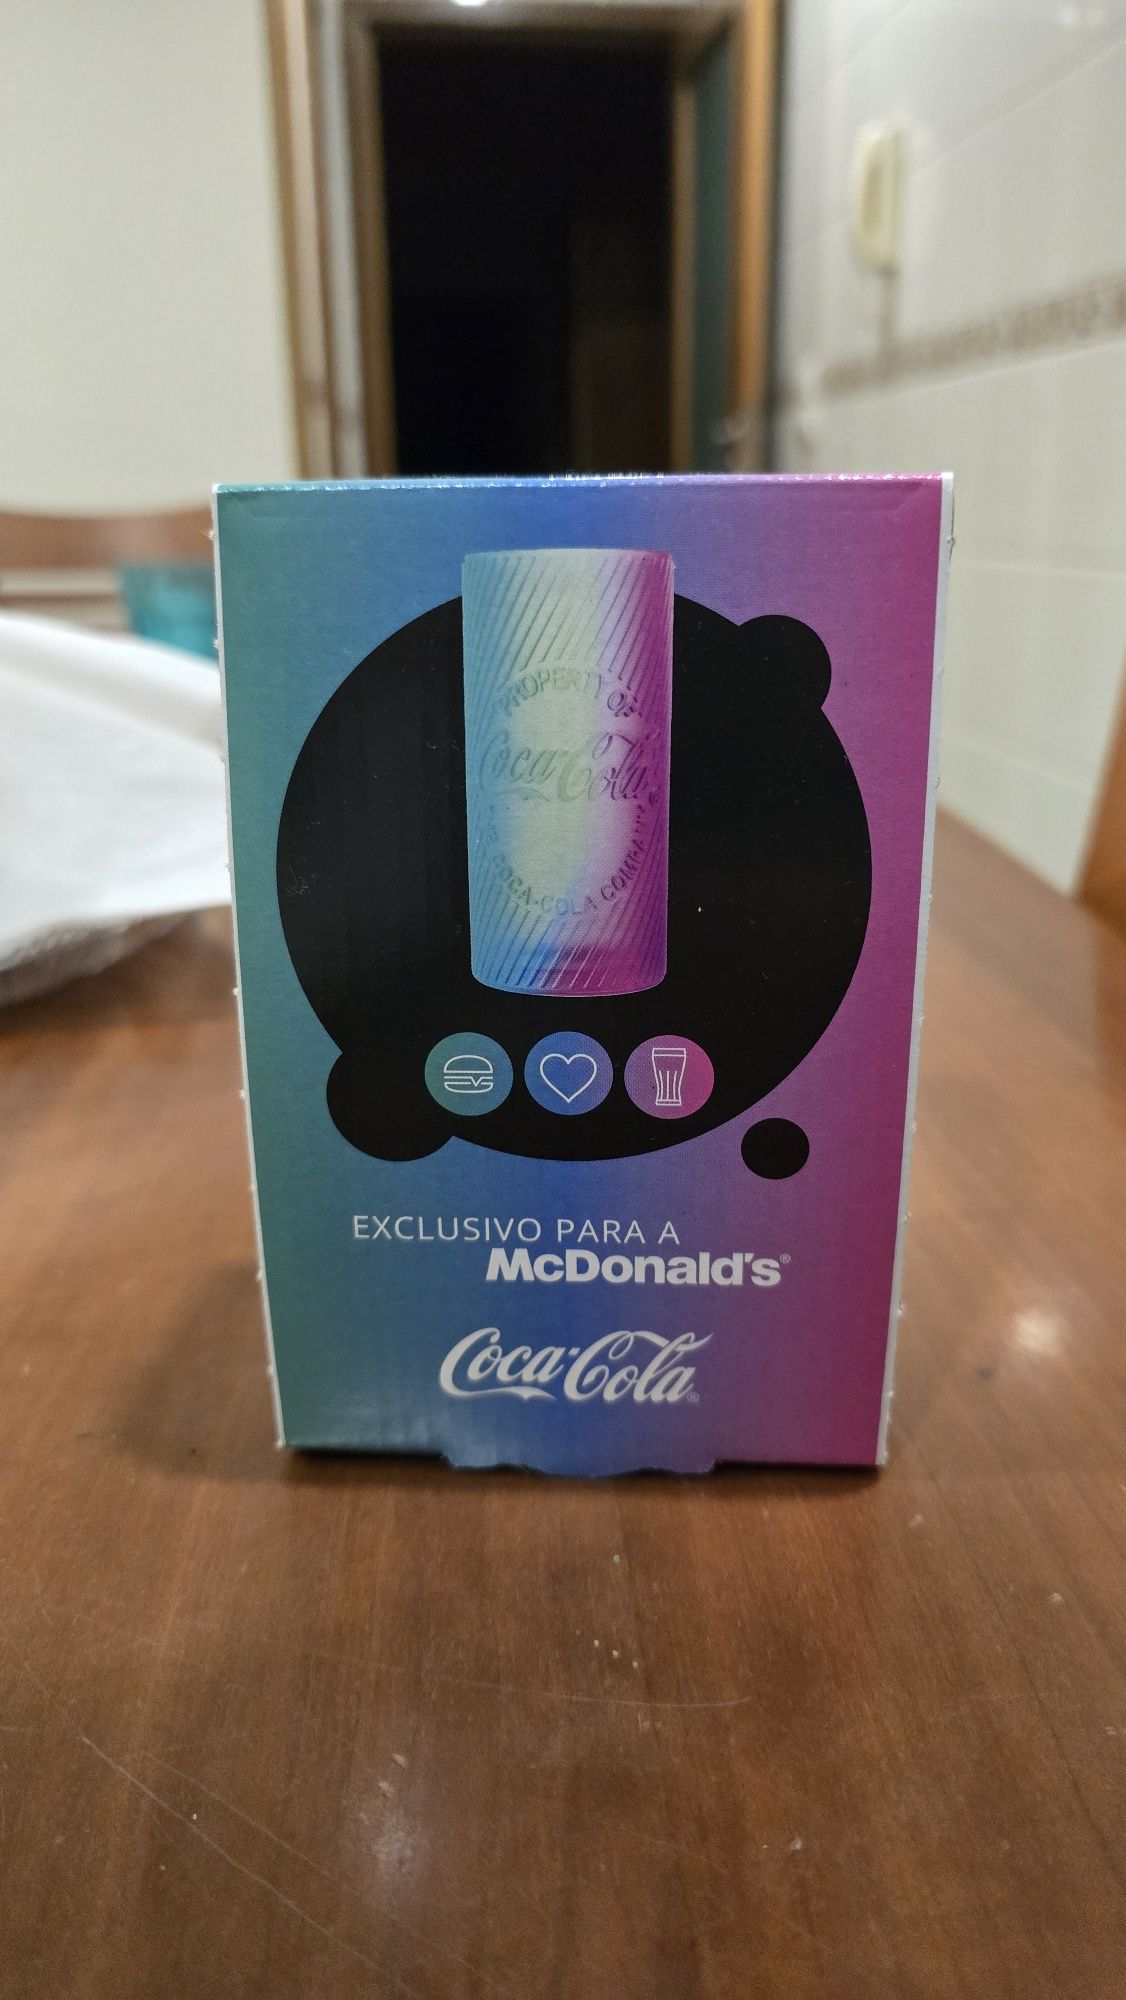 PROPERTY OF
Coca-Cola
THE COCA-COLA COMPANY
EXCLUSIVO PARA A
McDonald's®
Coca-Cola®